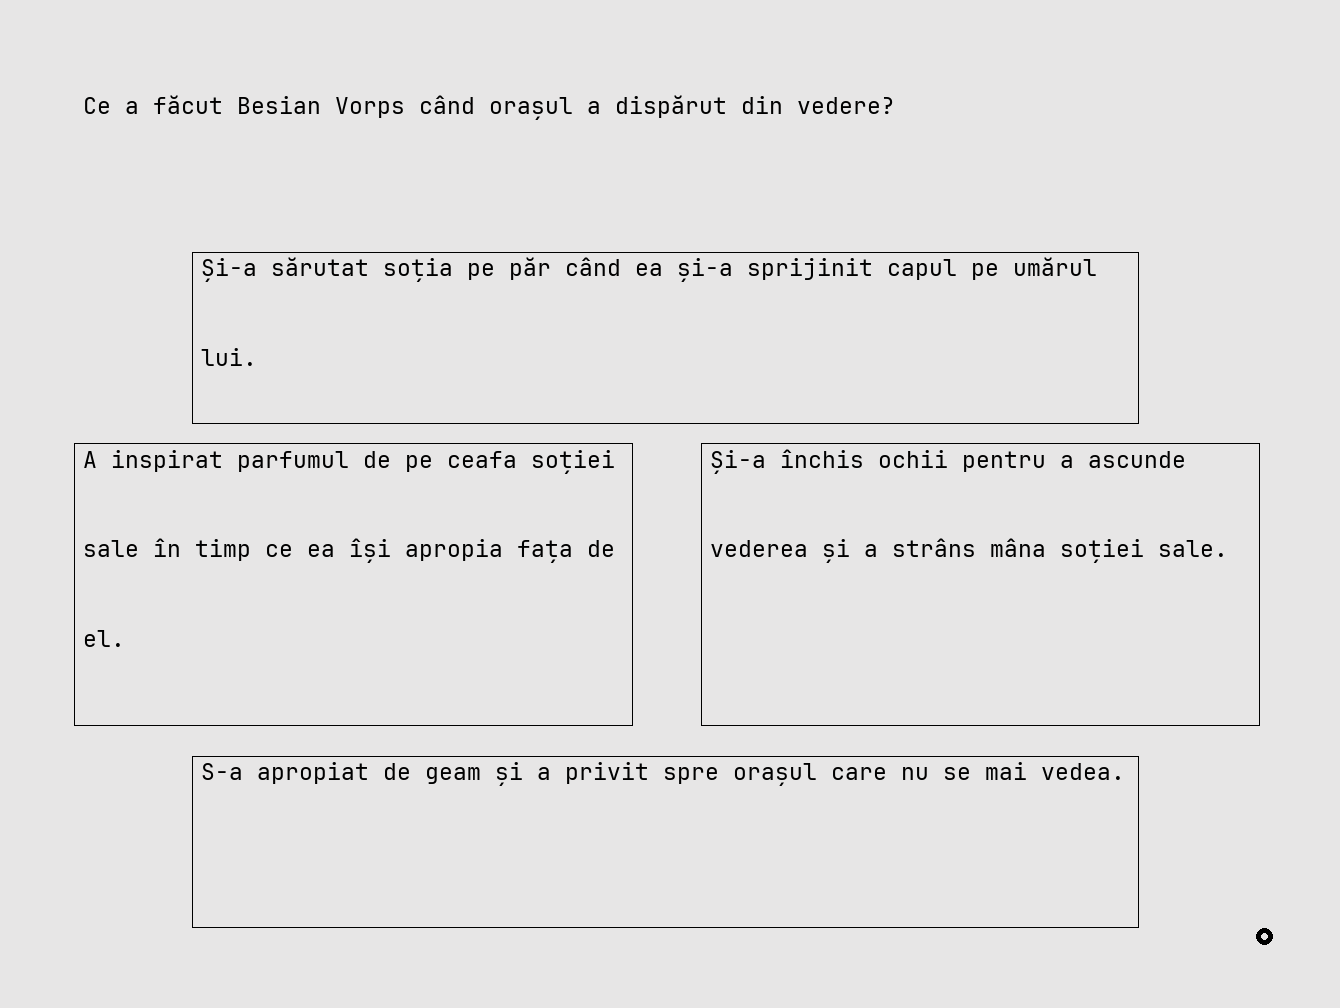 Ce a făcut Besian Vorps când orașul a dispărut din vedere?
Și-a sărutat soția pe păr când ea și-a sprijinit capul pe umărul
lui.
A inspirat parfumul de pe ceafa soției
sale în timp ce ea își apropia fața de
el.
Și-a închis ochii pentru a ascunde
vederea și a strâns mâna soției sale.
S-a apropiat de geam și a privit spre orașul care nu se mai vedea.